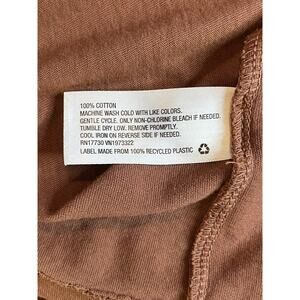 100% COTTON
MACHINE WASH COLD WITH LIKE COLORS.
GENTLE CYCLE. ONLY NON-CHLORINE BLEACH IF NEEDED.
TUMBLE DRY LOW. REMOVE PROMPTLY.
COOL IRON ON REVERSE SIDE IF NEEDED.
RN17730 VN1973322
LABEL MADE FROM 100% RECYCLED PLASTIC